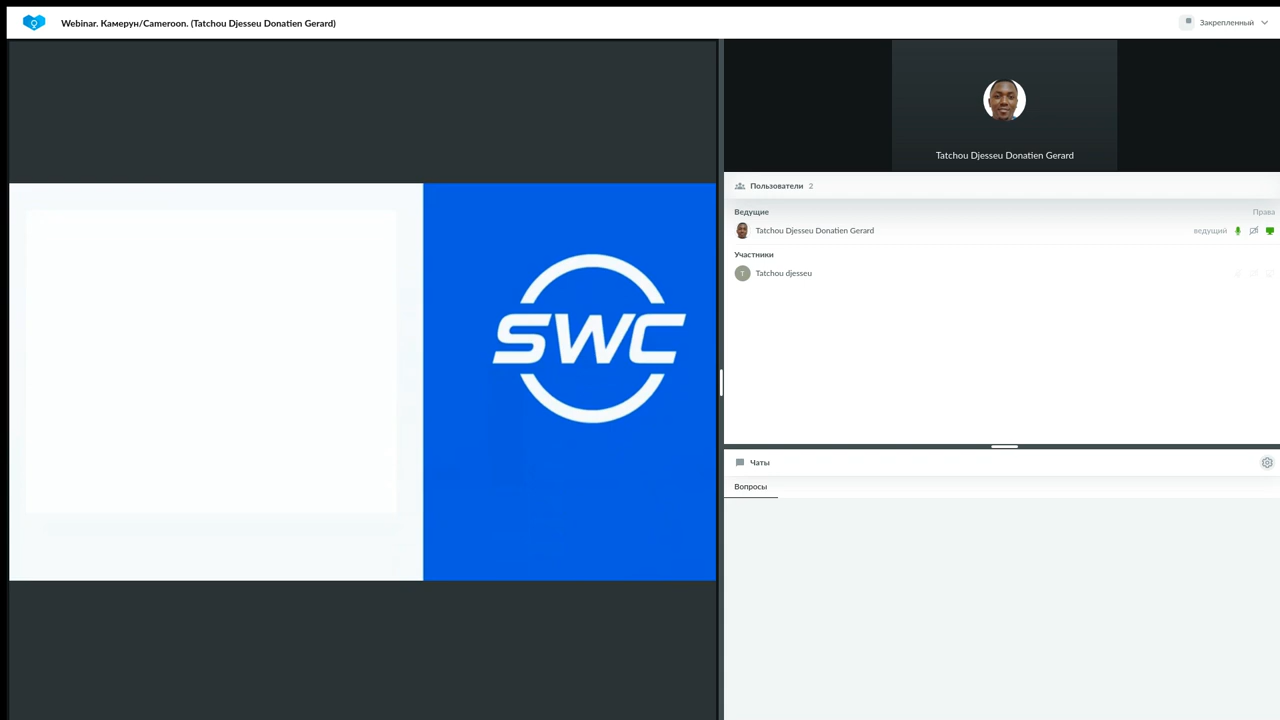 Webinar. Камерун/Cameroon. (Tatchou Djesseu Donatien Gerard)
Закрепленный
SWC
Tatchou Djesseu Donatien Gerard
Пользователи 2
Ведущие Права
Tatchou Djesseu Donatien Gerard ведущий
Участники
T Tatchou djesseu
Чаты
Вопросы